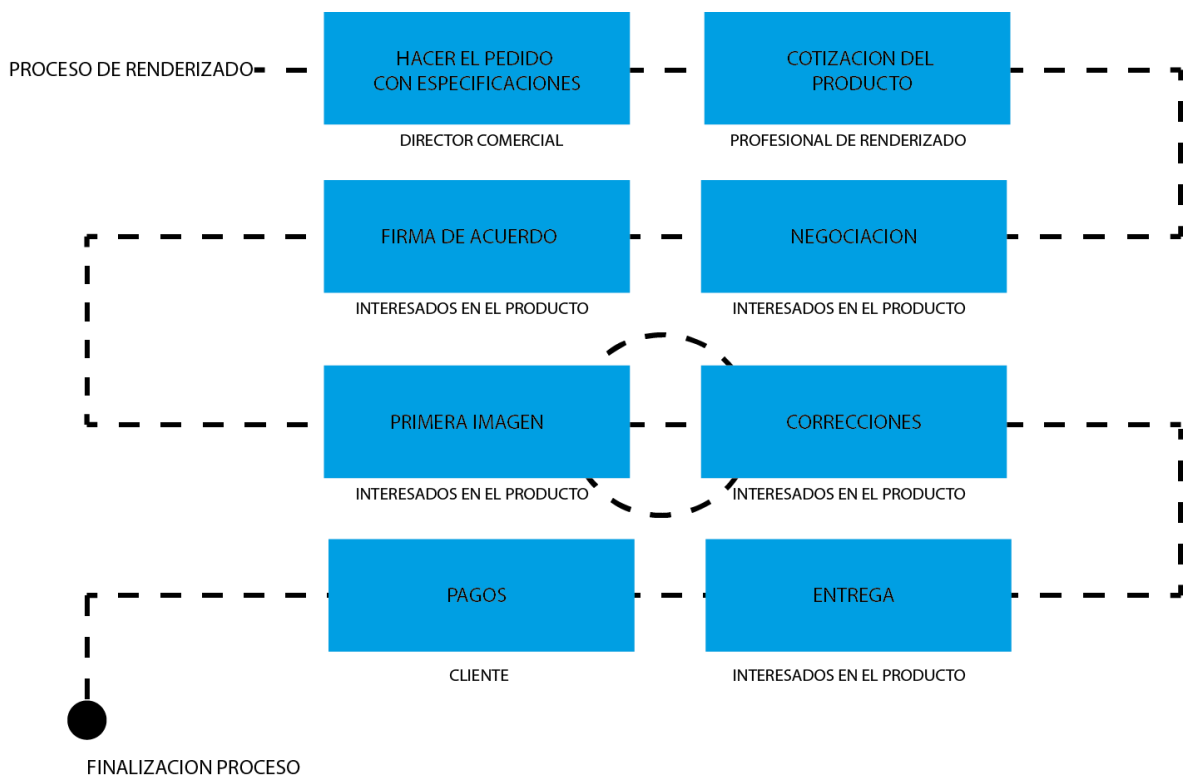 PROCESO DE RENDERIZADO
HACER EL PEDIDO
CON ESPECIFICACIONES
DIRECTOR COMERCIAL
COTIZACION DEL
PRODUCTO
PROFESIONAL DE RENDERIZADO
FIRMA DE ACUERDO
INTERESADOS EN EL PRODUCTO
NEGOCIACION
INTERESADOS EN EL PRODUCTO
PRIMERA IMAGEN
INTERESADOS EN EL PRODUCTO
CORRECCIONES
INTERESADOS EN EL PRODUCTO
PAGOS
CLIENTE
ENTREGA
INTERESADOS EN EL PRODUCTO
FINALIZACION PROCESO